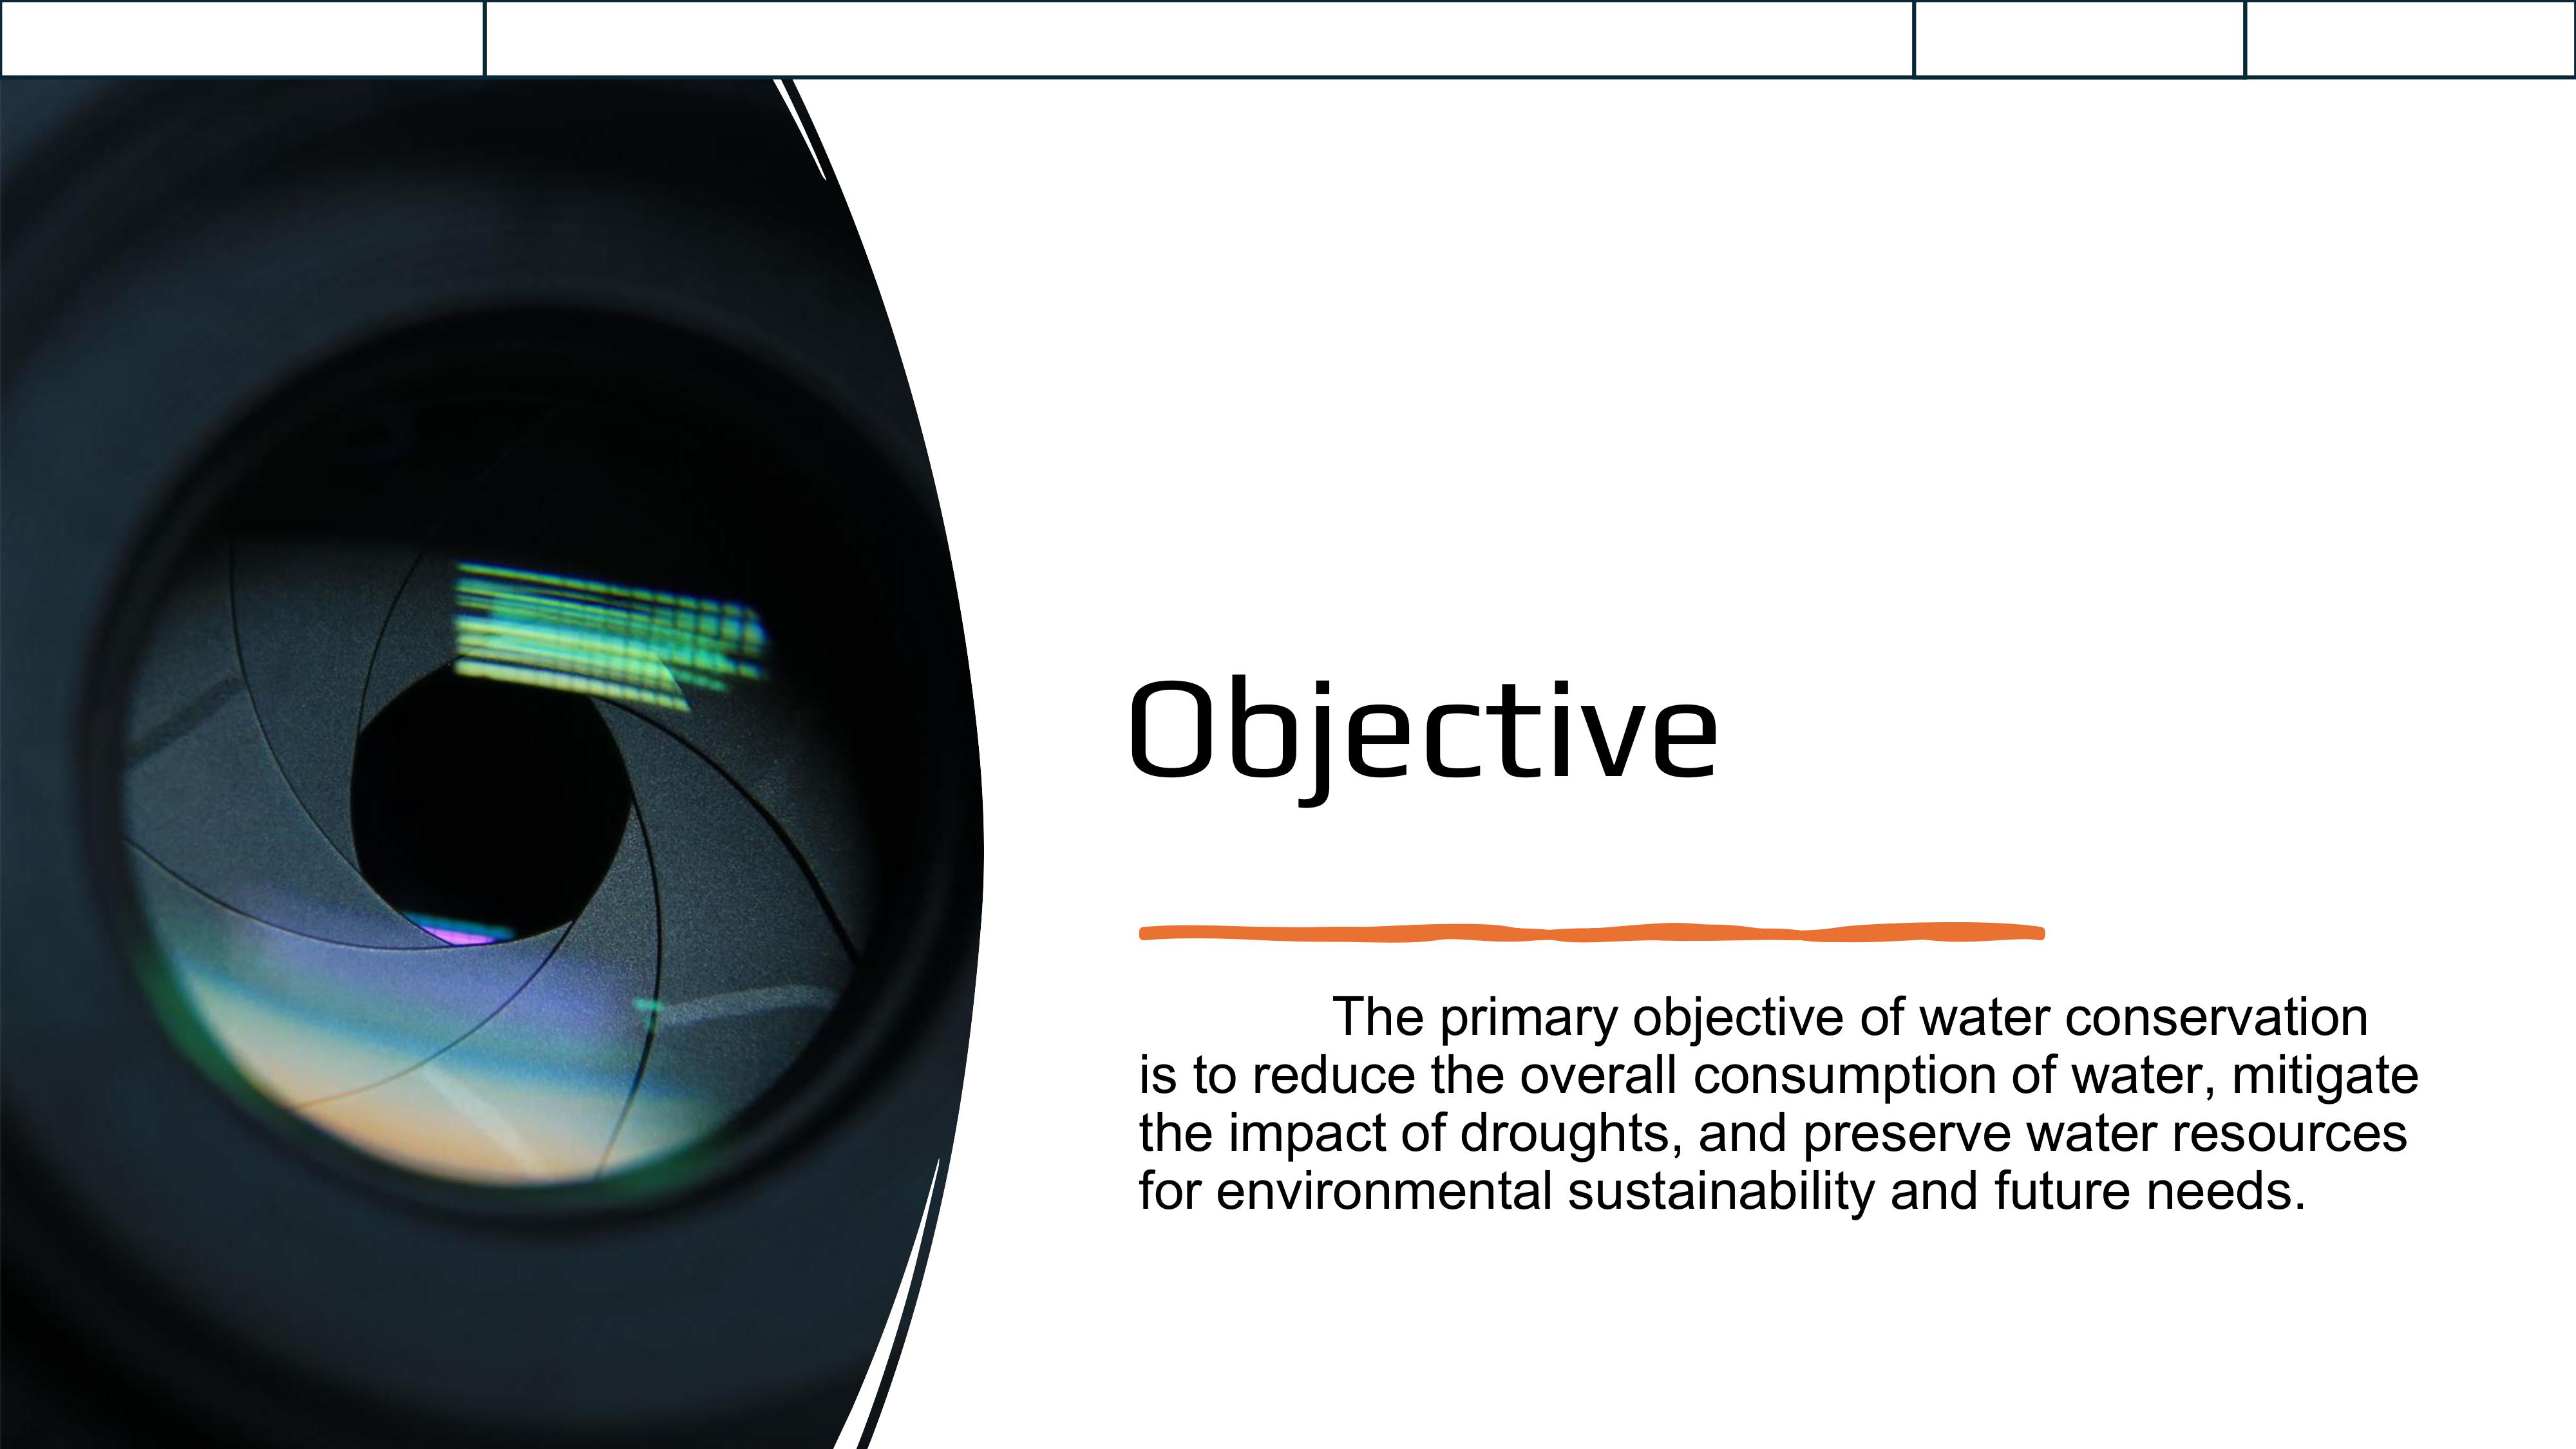 Objective
The primary objective of water conservation
is to reduce the overall consumption of water, mitigate
the impact of droughts, and preserve water resources
for environmental sustainability and future needs.